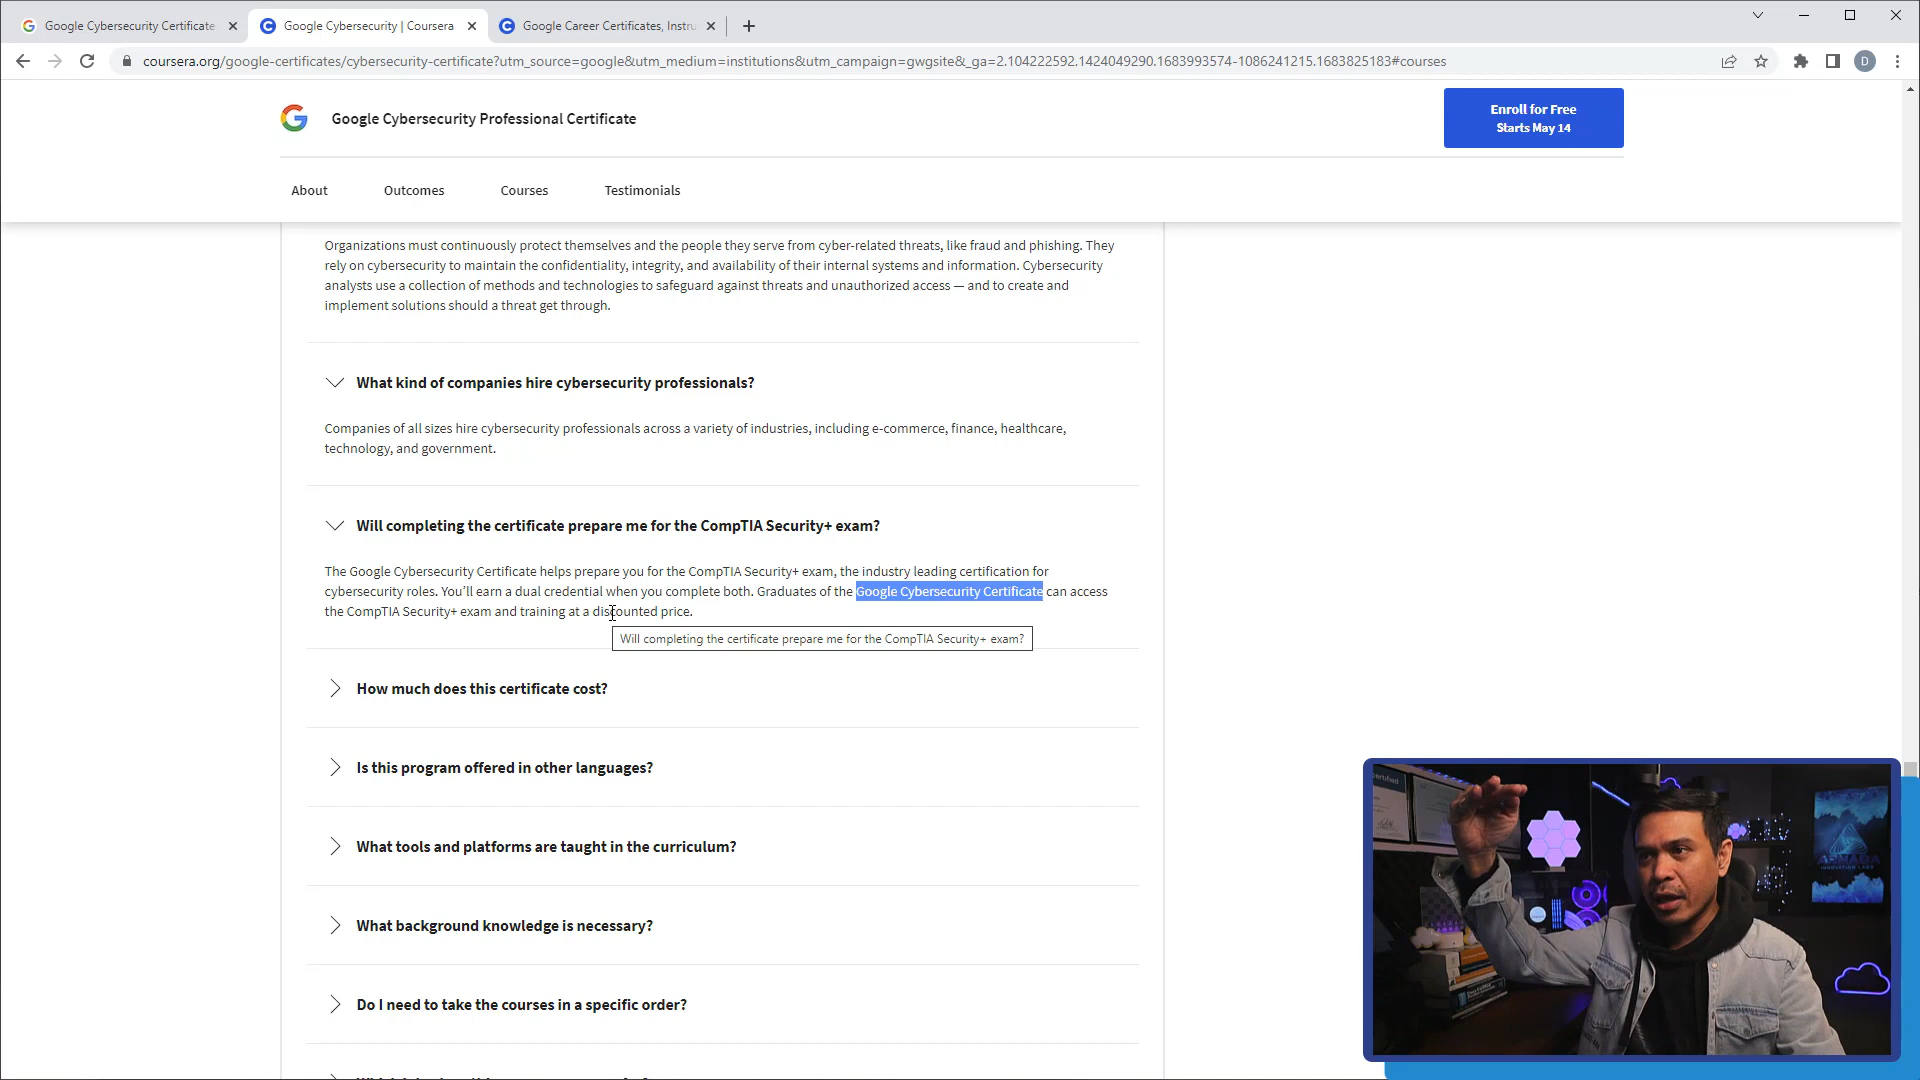 Google Cybersecurity Certificate
Google Cybersecurity | Coursera
Google Career Certificates, Instru
coursera.org/google-certificates/cybersecurity-certificate?utm_source=google&utm_medium=institutions&utm_campaign=gwgsite&_ga=2.104222592.1424049290.1683993574-1086241215.1683825183#courses
D
Google Cybersecurity Professional Certificate
Enroll for Free
Starts May 14
About
Outcomes
Courses
Testimonials
Organizations must continuously protect themselves and the people they serve from cyber-related threats, like fraud and phishing. They
rely on cybersecurity to maintain the confidentiality, integrity, and availability of their internal systems and information. Cybersecurity
analysts use a collection of methods and technologies to safeguard against threats and unauthorized access — and to create and
implement solutions should a threat get through.
What kind of companies hire cybersecurity professionals?
Companies of all sizes hire cybersecurity professionals across a variety of industries, including e-commerce, finance, healthcare,
technology, and government.
Will completing the certificate prepare me for the CompTIA Security+ exam?
The Google Cybersecurity Certificate helps prepare you for the CompTIA Security+ exam, the industry leading certification for
cybersecurity roles. You'll earn a dual credential when you complete both. Graduates of the Google Cybersecurity Certificate can access
the CompTIA Security+ exam and training at a discounted price.
Will completing the certificate prepare me for the CompTIA Security+ exam?
How much does this certificate cost?
Is this program offered in other languages?
What tools and platforms are taught in the curriculum?
What background knowledge is necessary?
Do I need to take the courses in a specific order?